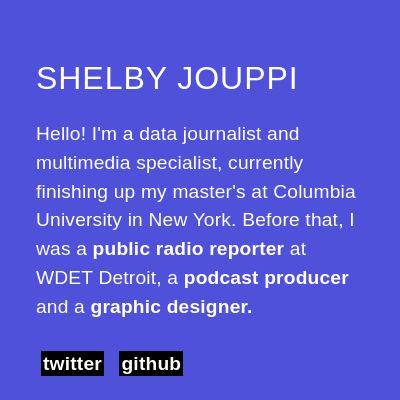 SHELBY JOUPPI
Hello! I'm a data journalist and
multimedia specialist, currently
finishing up my master's at Columbia
University in New York. Before that, I
was a public radio reporter at
WDET Detroit, a podcast producer
and a graphic designer.
twitter github